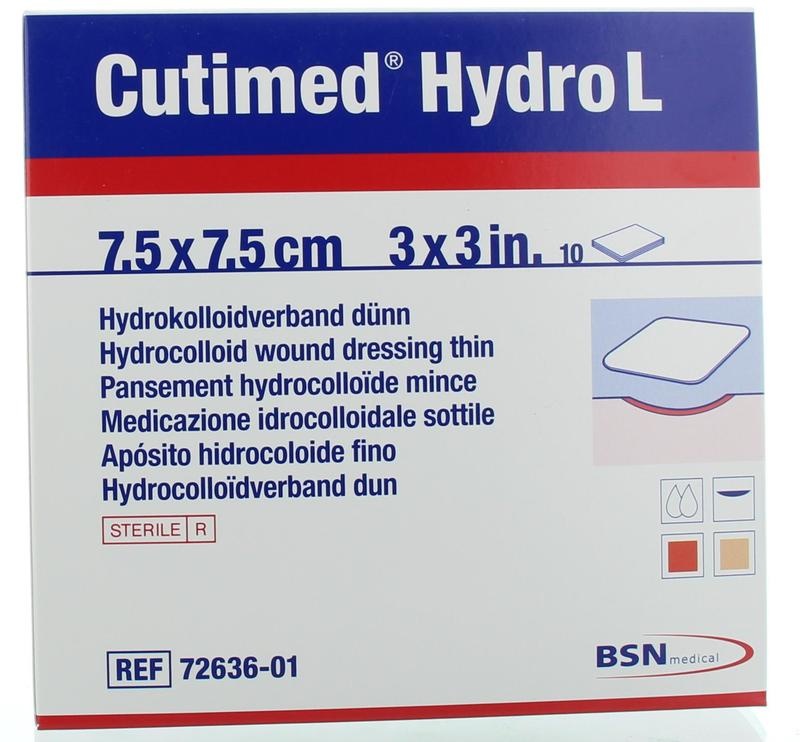 Cutimed® Hydro L
7.5 x 7.5 cm 3 x 3 in. 10
Hydrokolloidverband dünn
Hydrocolloid wound dressing thin
Pansement hydrocolloïde mince
Medicazione idrocolloidale sottile
Apósito hidrocoloide fino
Hydrocolloïdverband dun
STERILE R
REF 72636-01
BSN medical